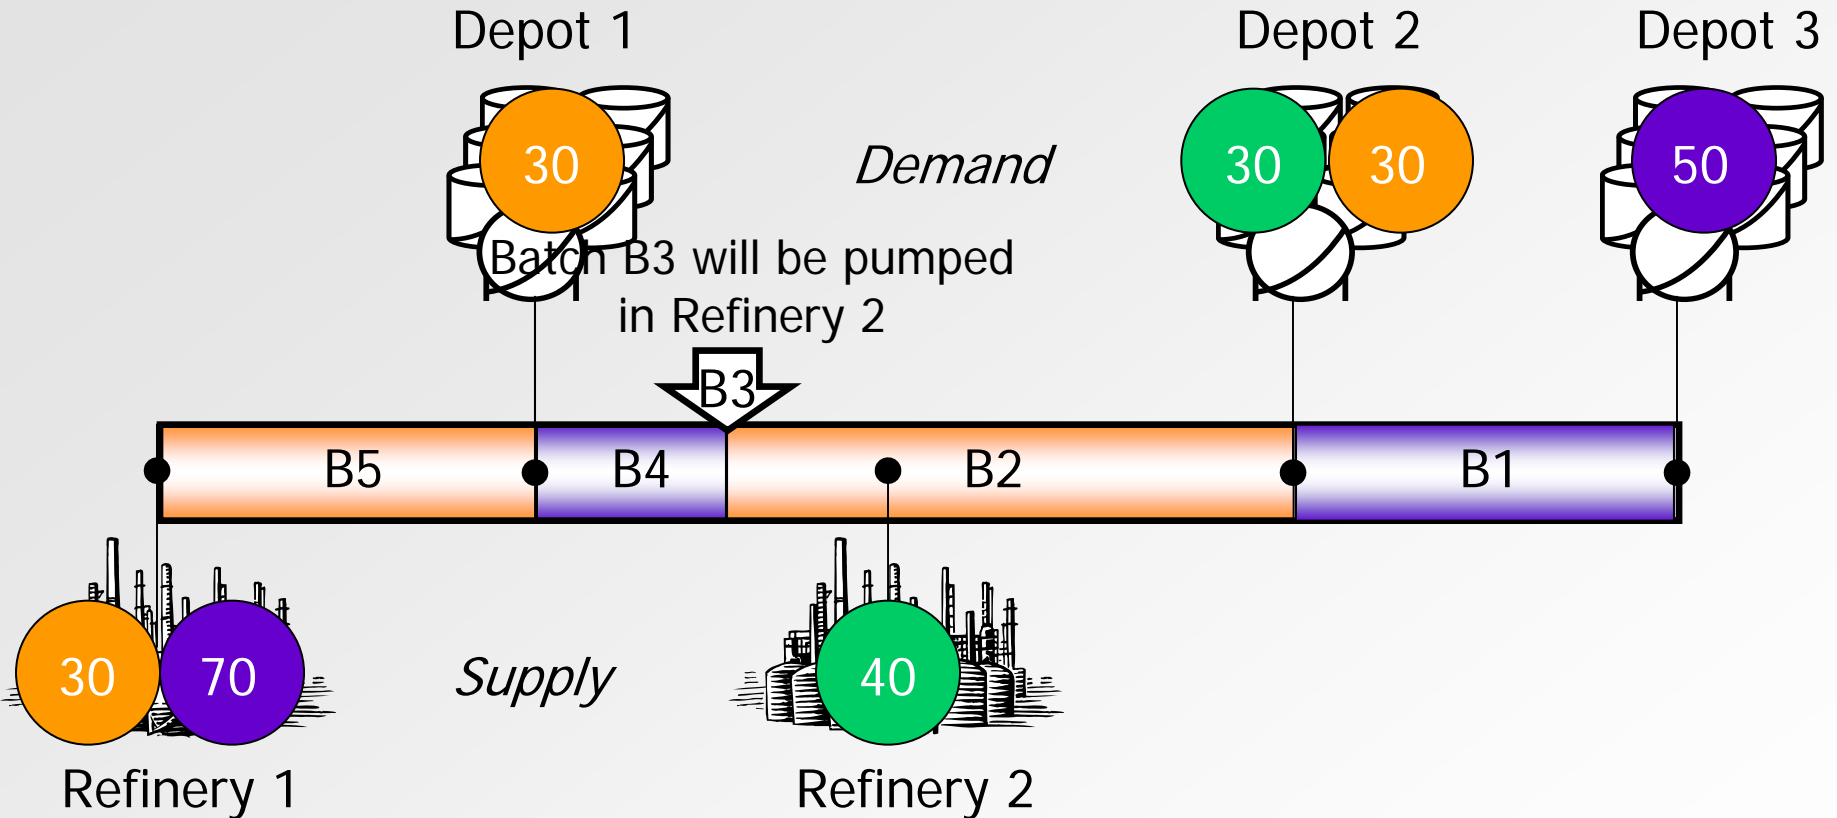 Depot 1
Depot 2
Depot 3
30
Demand
30
30
50
Batch B3 will be pumped
in Refinery 2
B3
B5
B4
B2
B1
30
70
Supply
40
Refinery 1
Refinery 2